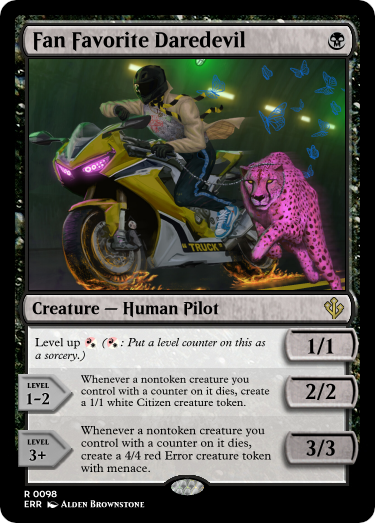 Fan Favorite Daredevil
TRUCK
Creature — Human Pilot
Level up (: Put a level counter on this as
a sorcery.)
1/1
LEVEL
1-2
Whenever a nontoken creature you
control with a counter on it dies,
create a 1/1 white Citizen creature token.
2/2
LEVEL
3+
Whenever a nontoken creature you
control with a counter on it dies,
create a 4/4 red Error creature token
with menace.
3/3
R 0098
ERR Alden Brownstone